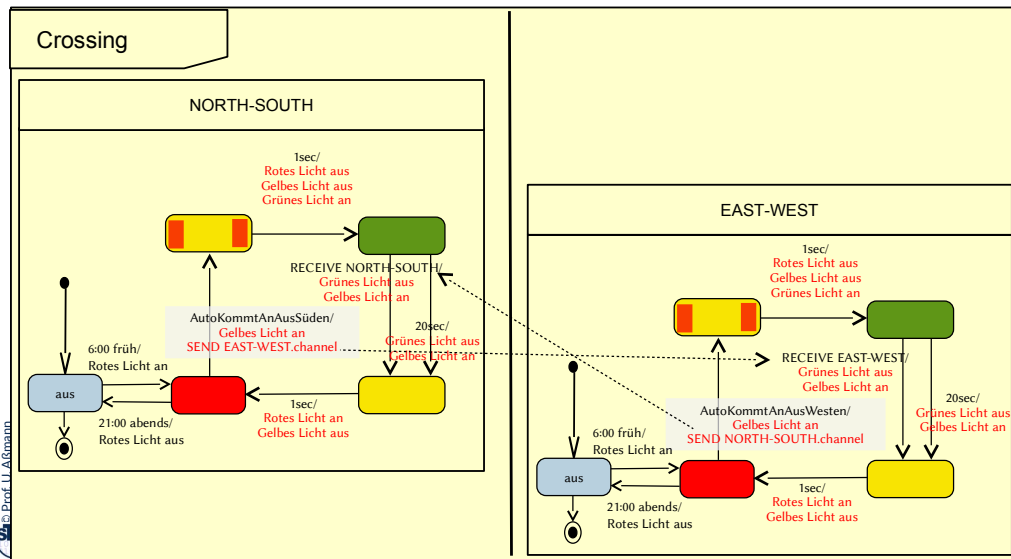 Crossing
NORTH-SOUTH
1sec/
Rotes Licht aus
Gelbes Licht aus
Grünes Licht an
RECEIVE NORTH-SOUTH/
Grünes Licht aus
Gelbes Licht an
AutoKommtAnAusSüden/
Gelbes Licht an
SEND EAST-WEST.channel
20sec/
Grünes Licht aus
Gelbes Licht an
6:00 früh/
Rotes Licht an
aus
21:00 abends/
Rotes Licht aus
1sec/
Rotes Licht an
Gelbes Licht aus
EAST-WEST
1sec/
Rotes Licht aus
Gelbes Licht aus
Grünes Licht an
RECEIVE EAST-WEST/
Grünes Licht aus
Gelbes Licht an
AutoKommtAnAusWesten/
Gelbes Licht an
SEND NORTH-SOUTH.channel
20sec/
Grünes Licht aus
Gelbes Licht an
6:00 früh/
Rotes Licht an
aus
21:00 abends/
Rotes Licht aus
1sec/
Rotes Licht an
Gelbes Licht aus
© Prof. U. Aßmann